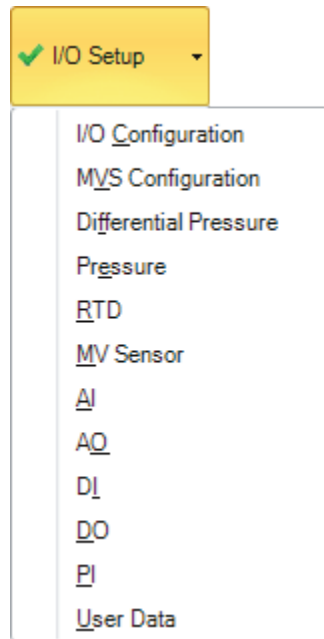 I/O Setup
I/O Configuration
MVS Configuration
Differential Pressure
Pressure
RTD
MV Sensor
AI
AO
DI
DO
PI
User Data